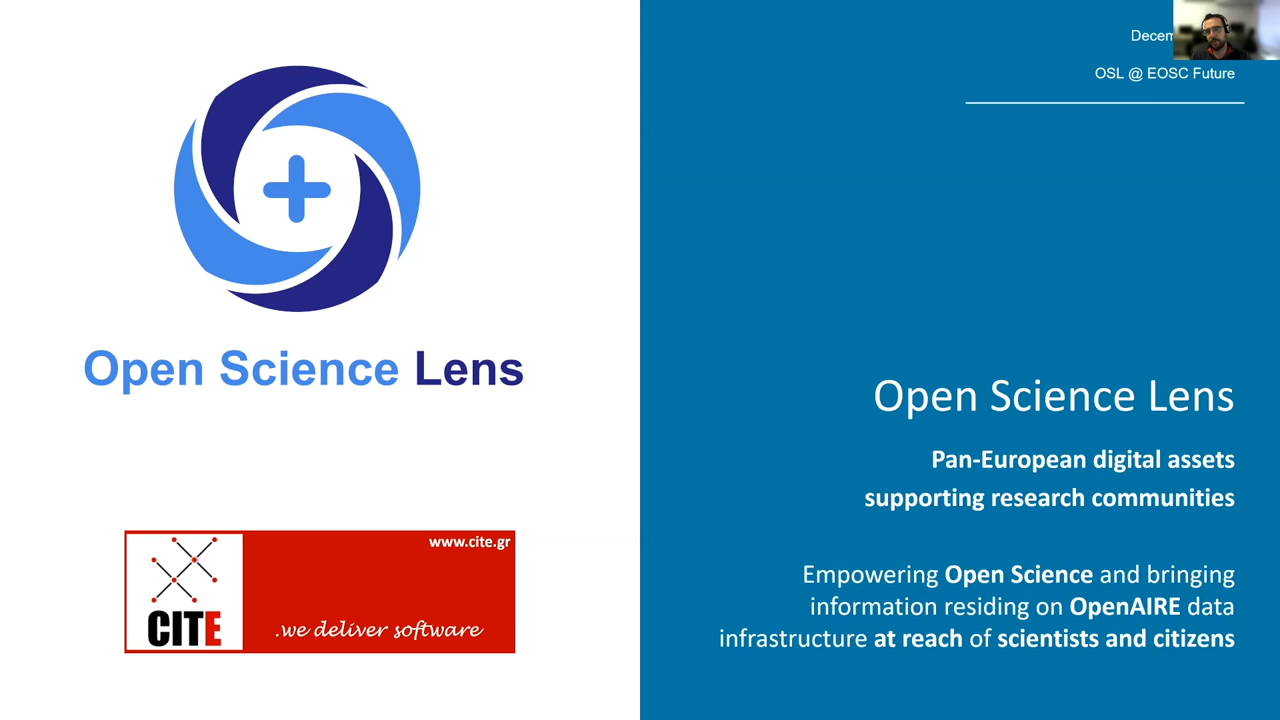 Open Science Lens
www.cite.gr
CITE
.we deliver software
OSL @ EOSC Future
Open Science Lens
Pan-European digital assets
supporting research communities
Empowering Open Science and bringing
information residing on OpenAIRE data
infrastructure at reach of scientists and citizens